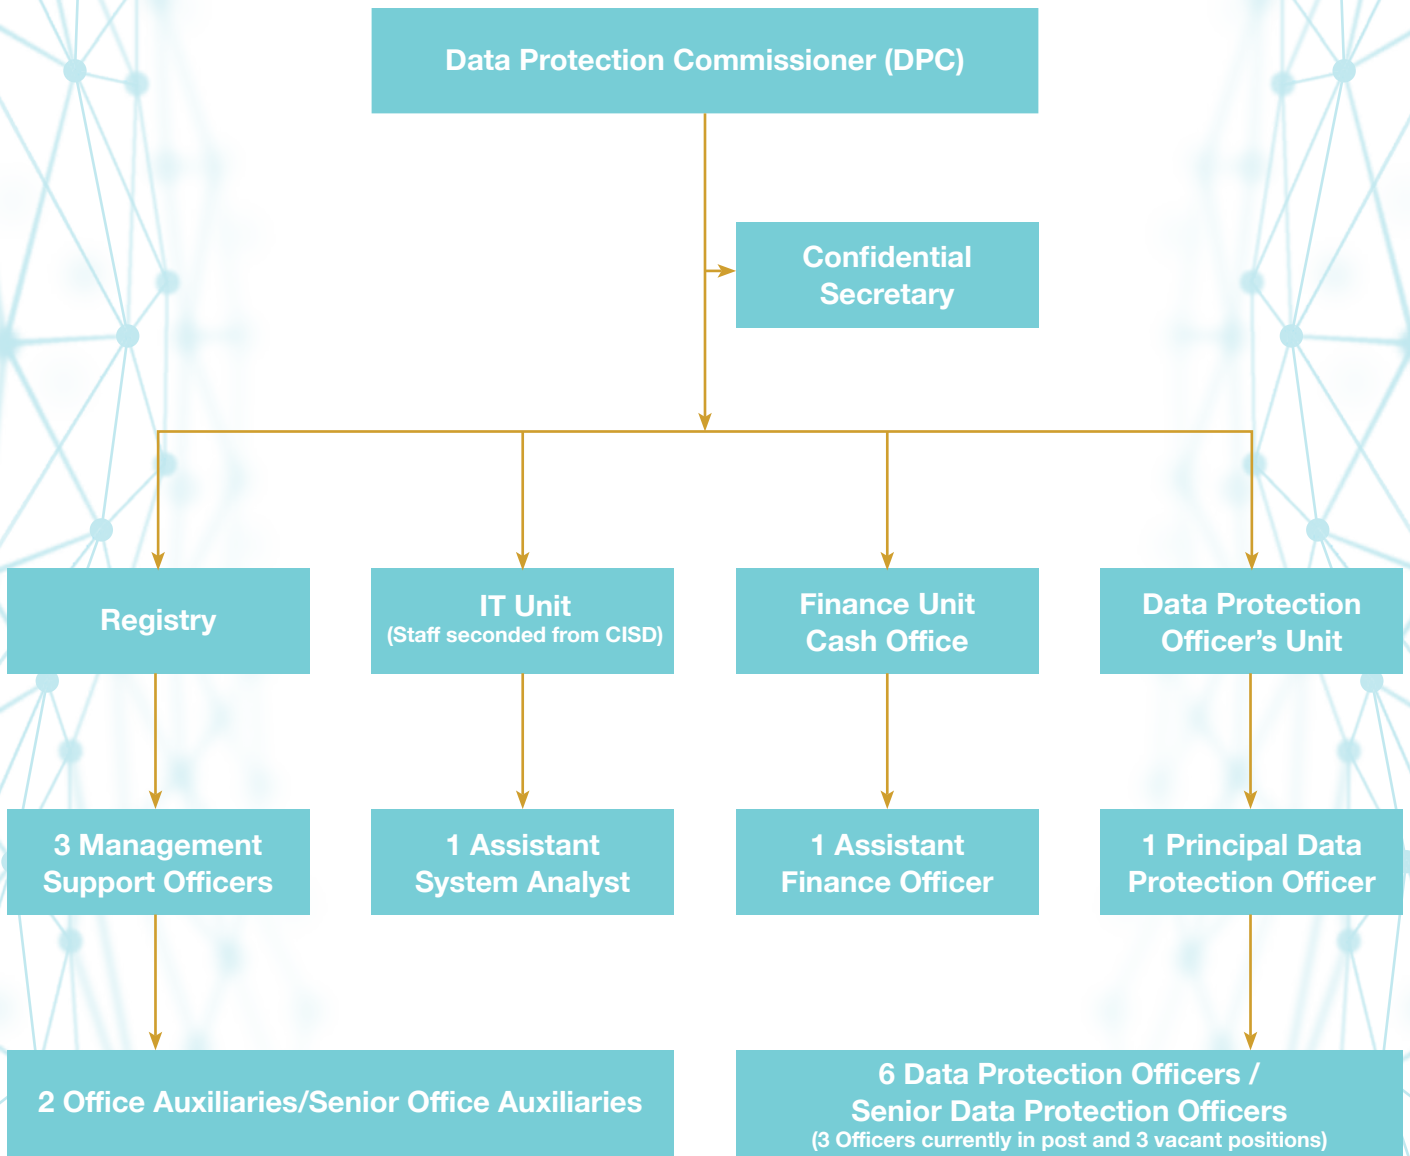 Data Protection Commissioner (DPC)
Confidential
Secretary
Registry
IT Unit
(Staff seconded from CISD)
Finance Unit
Cash Office
Data Protection
Officer’s Unit
3 Management
Support Officers
1 Assistant
System Analyst
1 Assistant
Finance Officer
1 Principal Data
Protection Officer
2 Office Auxiliaries/Senior Office Auxiliaries
6 Data Protection Officers /
Senior Data Protection Officers
(3 Officers currently in post and 3 vacant positions)